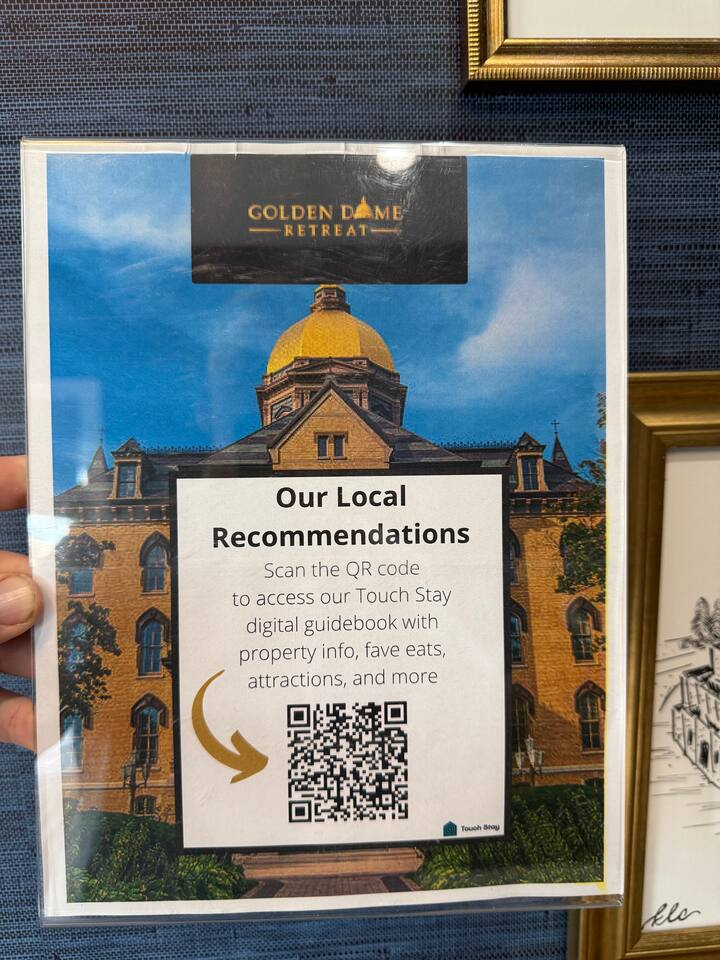 GOLDEN DOME
RETREAT
Our Local
Recommendations
Scan the QR code
to access our Touch Stay
digital guidebook with
property info, fave eats,
attractions, and more
Touch Stay
klc